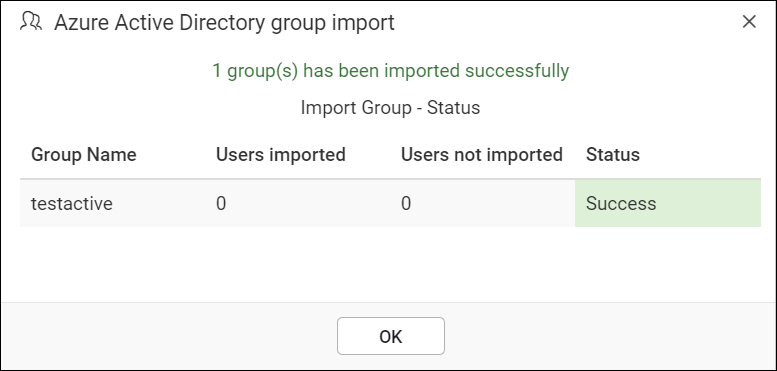 Azure Active Directory group import
1 group(s) has been imported successfully
Import Group - Status
Group Name Users imported Users not imported Status
testactive 0 0 Success
OK